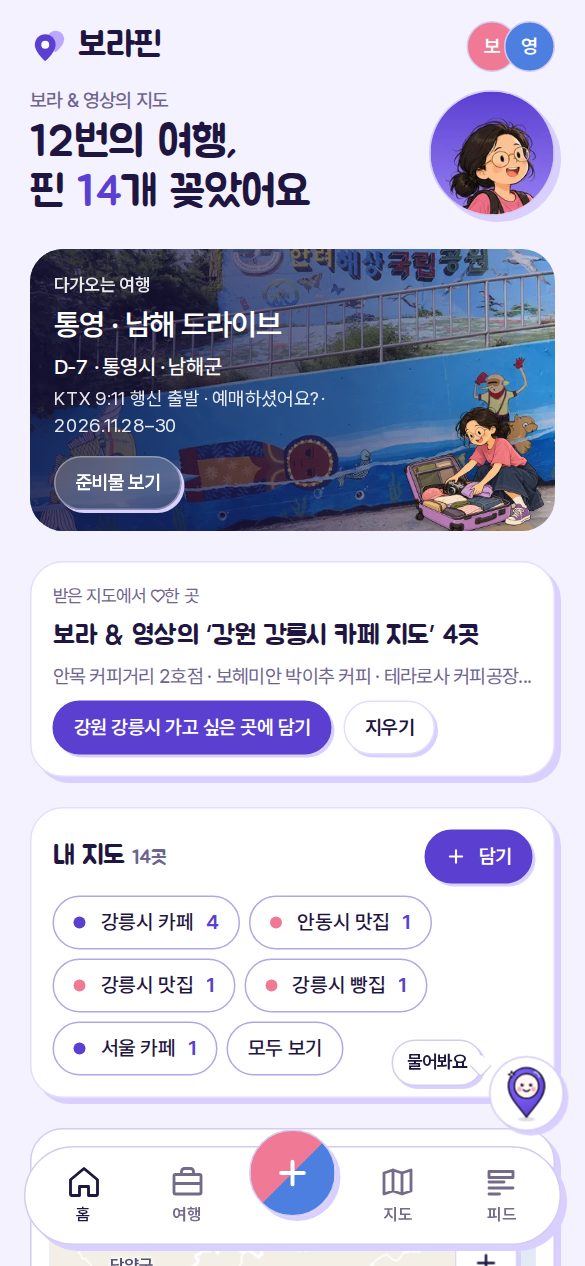 보라핀
보 영
보라 & 영상의 지도
12번의 여행,
핀 14개 꽂았어요
해상국립공원
다가오는 여행
통영 · 남해 드라이브
D-7 · 통영시 · 남해군
KTX 9:11 행신 출발 · 예매하셨어요? ·
2026.11.28–30
준비물 보기
받은 지도에서 ♡한 곳
보라 & 영상의 ‘강원 강릉시 카페 지도’ 4곳
안목 커피거리 2호점 · 보헤미안 박이추 커피 · 테라로사 커피공장...
강원 강릉시 가고 싶은 곳에 담기 지우기
내 지도 14곳
+ 담기
강릉시 카페 4 안동시 맛집 1
강릉시 맛집 1 강릉시 빵집 1
서울 카페 1 모두 보기
물어봐요
홈 여행 + 지도 피드
+